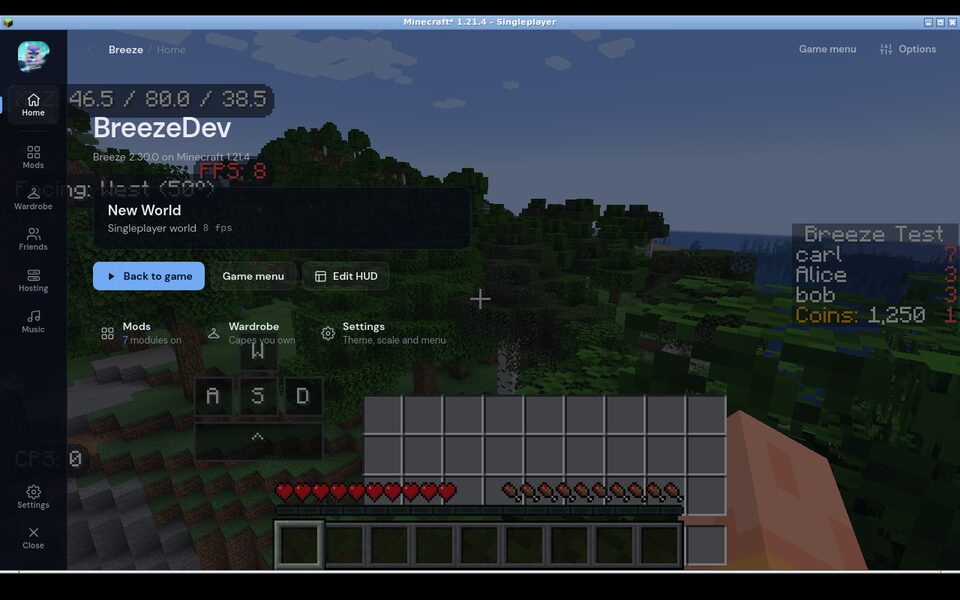 Minecraft* 1.21.4 - Singleplayer
Breeze / Home
Game menu
Options
46.5 / 80.0 / 38.5
Home
BreezeDev
Breeze 2.30.0 on Minecraft 1.21.4
Mods
FPS: 8
Facing: West (50°)
Wardrobe
New World
Singleplayer world 8 fps
Friends
Breeze Test
carl 7
Alice 3
bob 3
Coins: 1,250 1
Back to game
Game menu
Edit HUD
Hosting
Music
Mods
7 modules on
Wardrobe
Capes you own
Settings
Theme, scale and menu
W
A S D
^
CPS: 0
Settings
Close